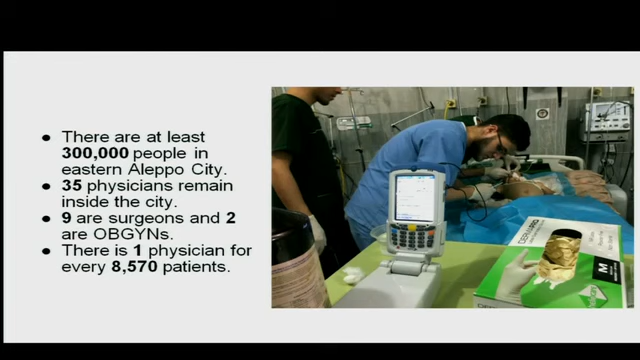 ● There are at least
300,000 people in
eastern Aleppo City.
● 35 physicians remain
inside the city.
● 9 are surgeons and 2
are OBGYNs.
● There is 1 physician for
every 8,570 patients.
M